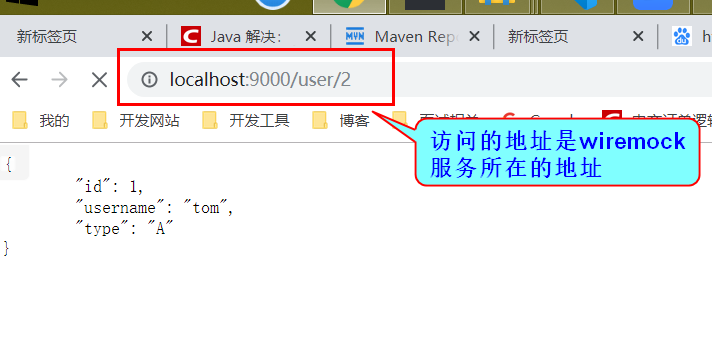 新标签页
Java 解决:
Maven Rep
新标签页
h
localhost:9000/user/2
我的
开发网站
开发工具
博客
访问的地址是wiremock
服务所在的地址
{
"id": 1,
"username": "tom",
"type": "A"
}